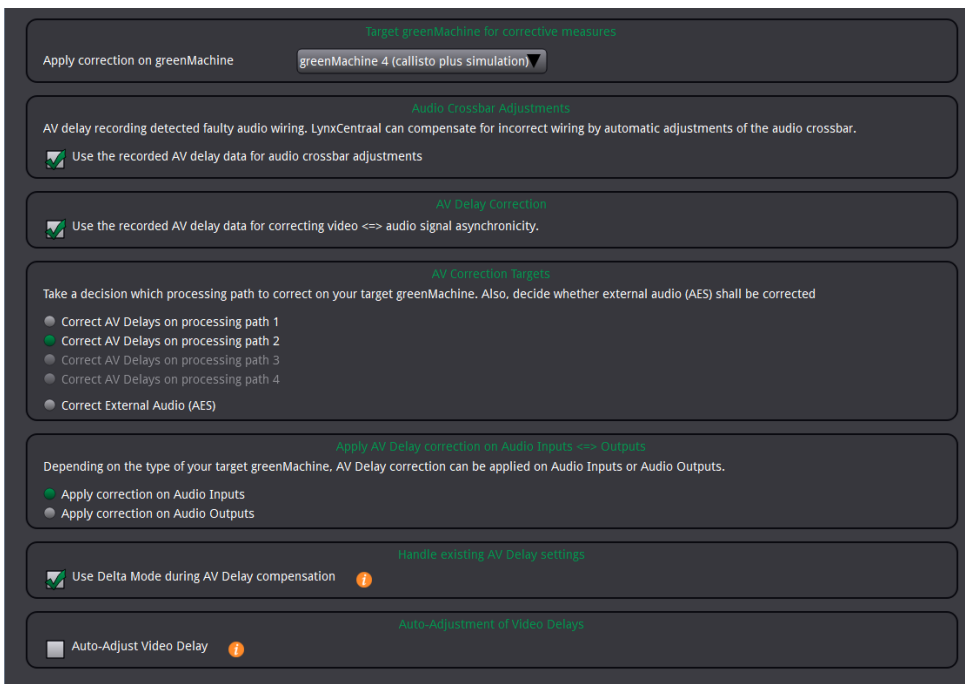 Target greenMachine for corrective measures
Apply correction on greenMachine
greenMachine 4 (callisto plus simulation)
Audio Crossbar Adjustments
AV delay recording detected faulty audio wiring. LynxCentraal can compensate for incorrect wiring by automatic adjustments of the audio crossbar.
Use the recorded AV delay data for audio crossbar adjustments
AV Delay Correction
Use the recorded AV delay data for correcting video <=> audio signal asynchronicity.
AV Correction Targets
Take a decision which processing path to correct on your target greenMachine. Also, decide whether external audio (AES) shall be corrected
Correct AV Delays on processing path 1
Correct AV Delays on processing path 2
Correct AV Delays on processing path 3
Correct AV Delays on processing path 4
Correct External Audio (AES)
Apply AV Delay correction on Audio Inputs <=> Outputs
Depending on the type of your target greenMachine, AV Delay correction can be applied on Audio Inputs or Audio Outputs.
Apply correction on Audio Inputs
Apply correction on Audio Outputs
Handle existing AV Delay settings
Use Delta Mode during AV Delay compensation
i
Auto-Adjustment of Video Delays
Auto-Adjust Video Delay
i